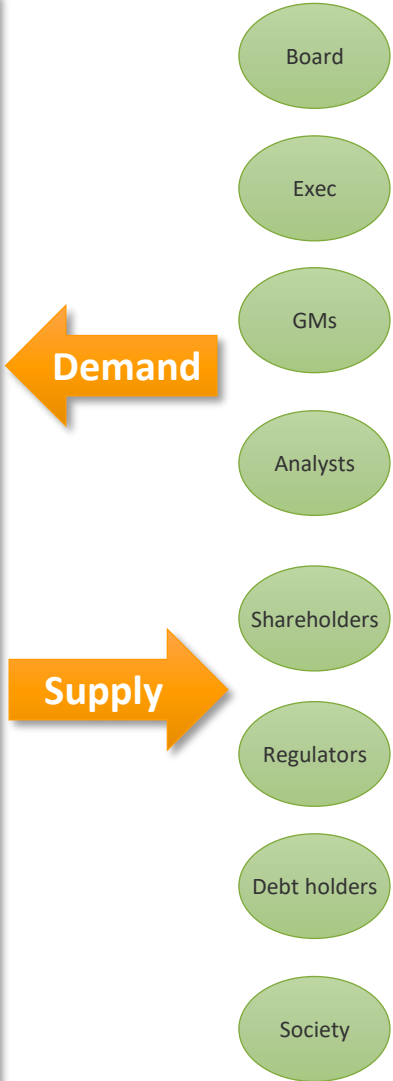 Board
Exec
GMs
Demand
Analysts
Shareholders
Supply
Regulators
Debt holders
Society